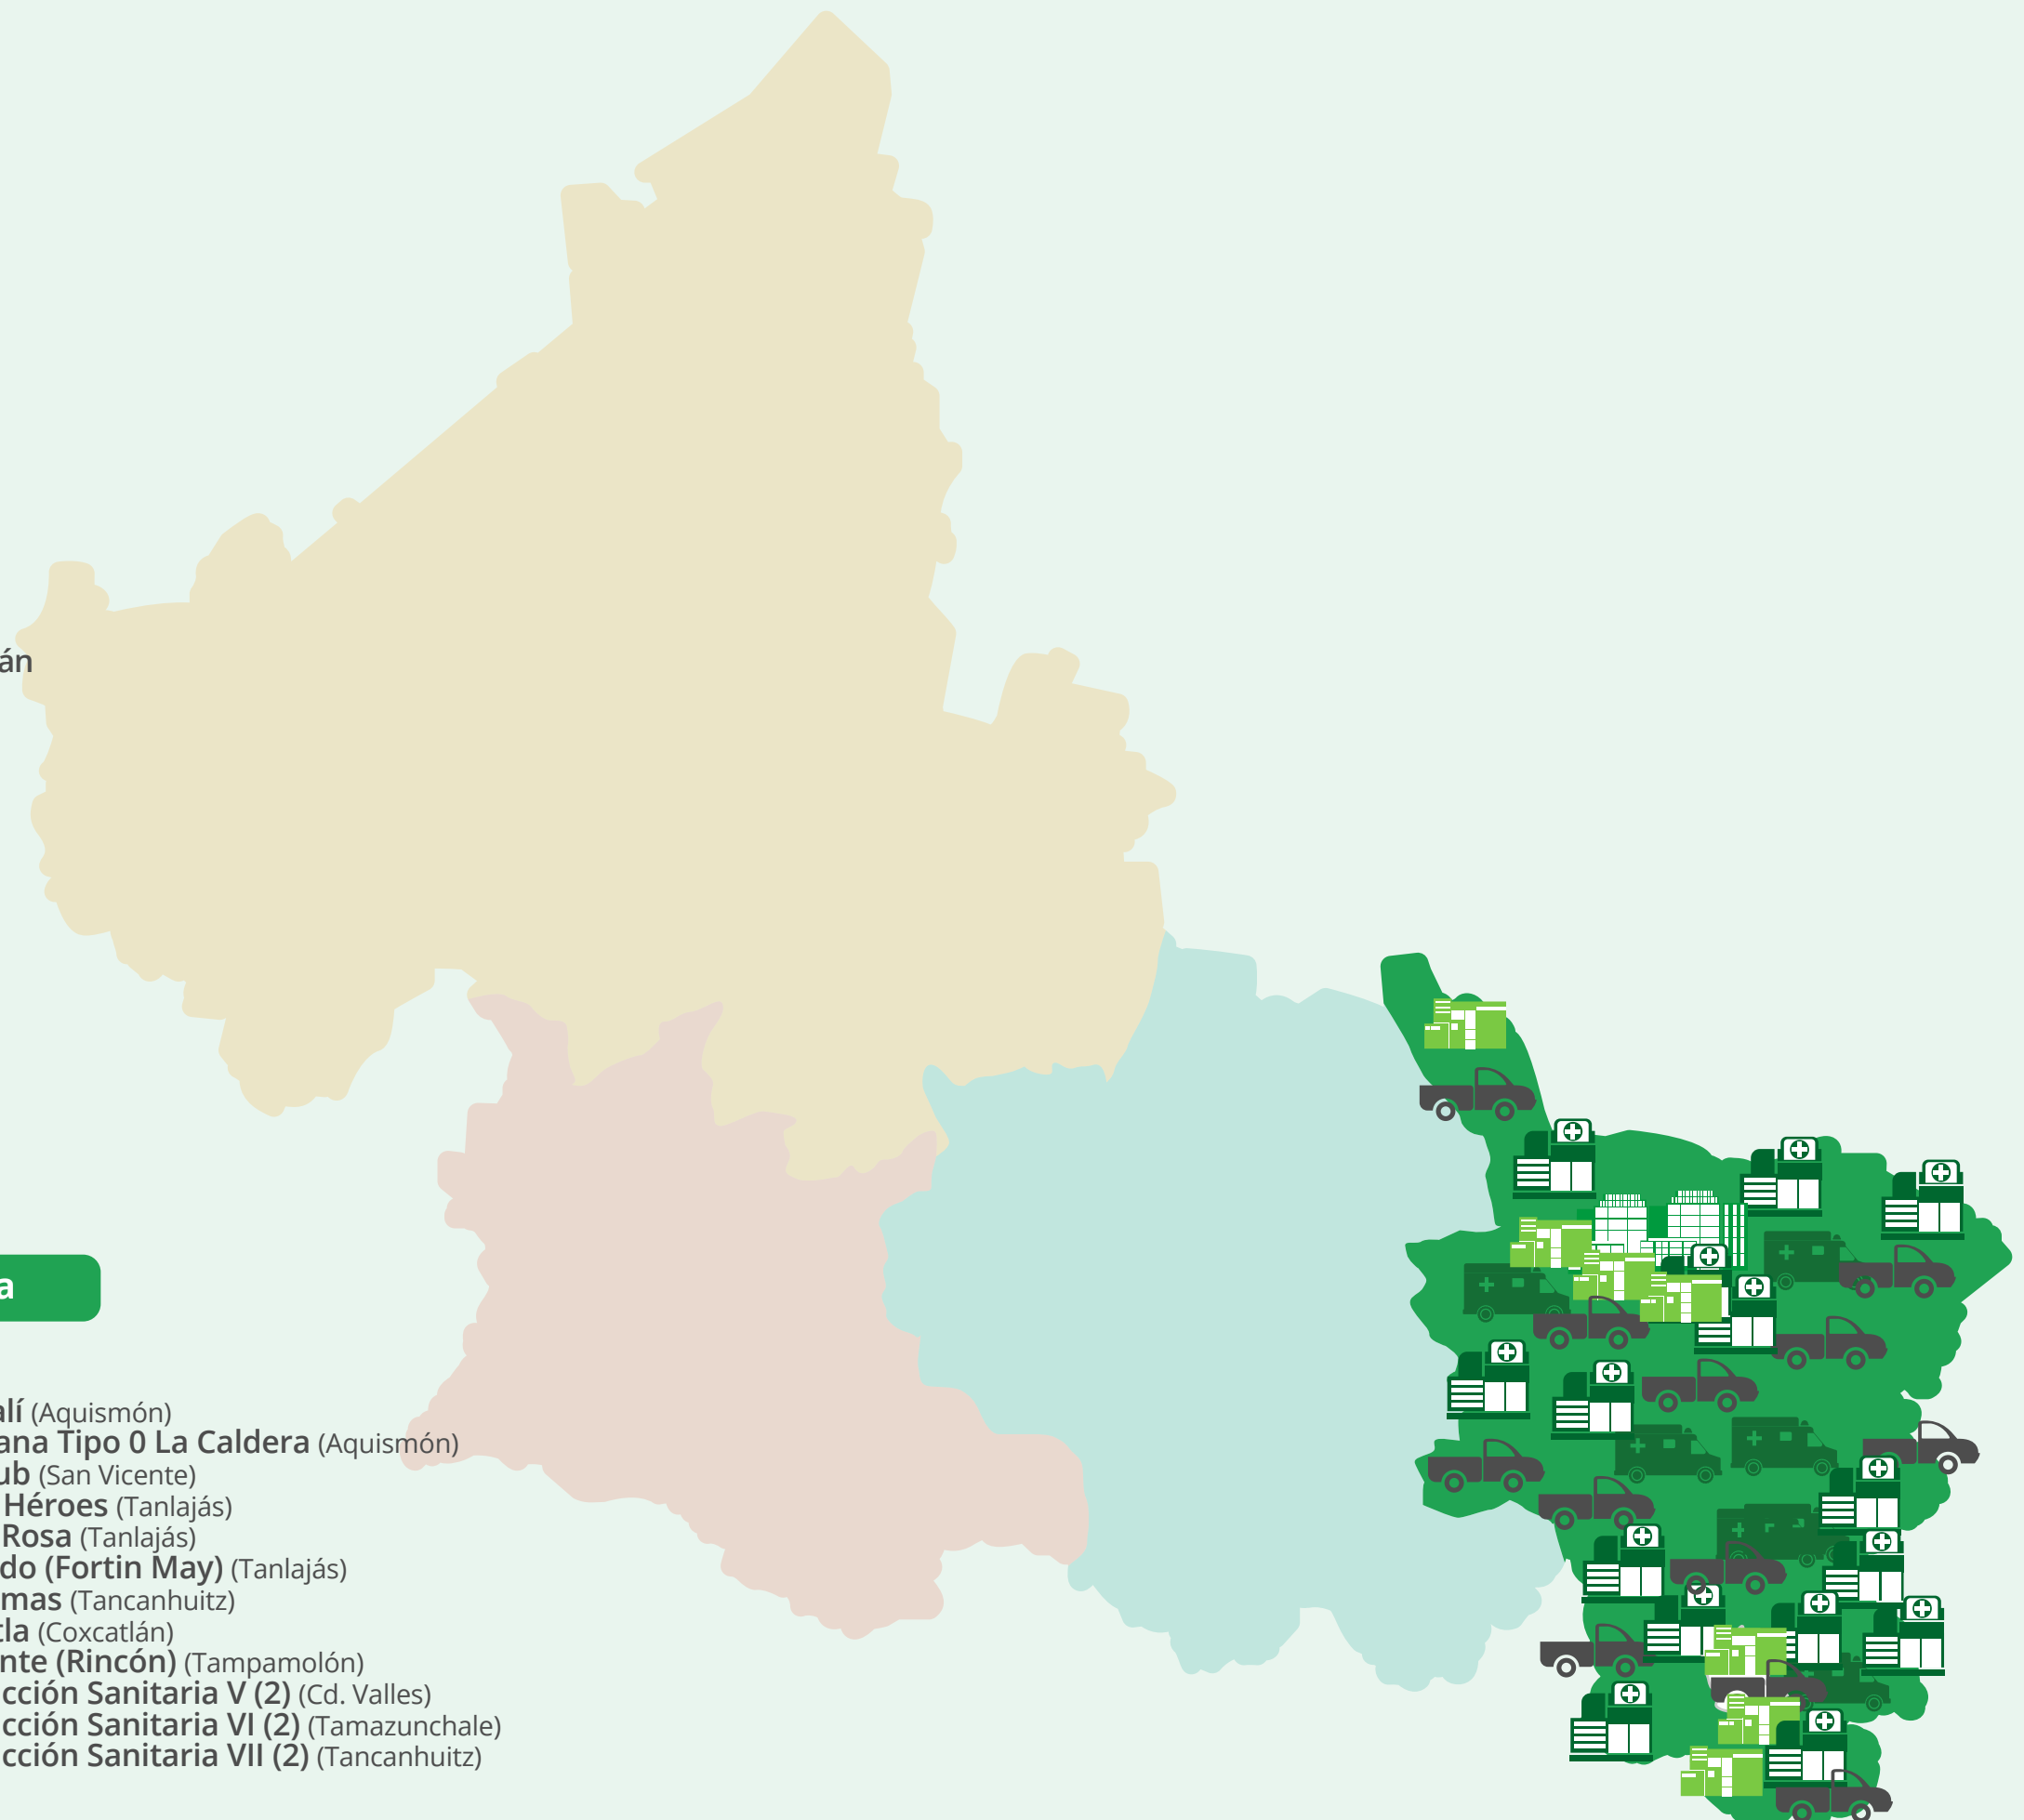 án
a
alí (Aquismón)
ana Tipo 0 La Caldera (Aquismón)
ub (San Vicente)
Héroes (Tanlajás)
Rosa (Tanlajás)
do (Fortin May) (Tanlajás)
mas (Tancanhuitz)
tla (Coxcatlán)
nte (Rincón) (Tampamolón)
cción Sanitaria V (2) (Cd. Valles)
cción Sanitaria VI (2) (Tamazunchale)
cción Sanitaria VII (2) (Tancanhuitz)